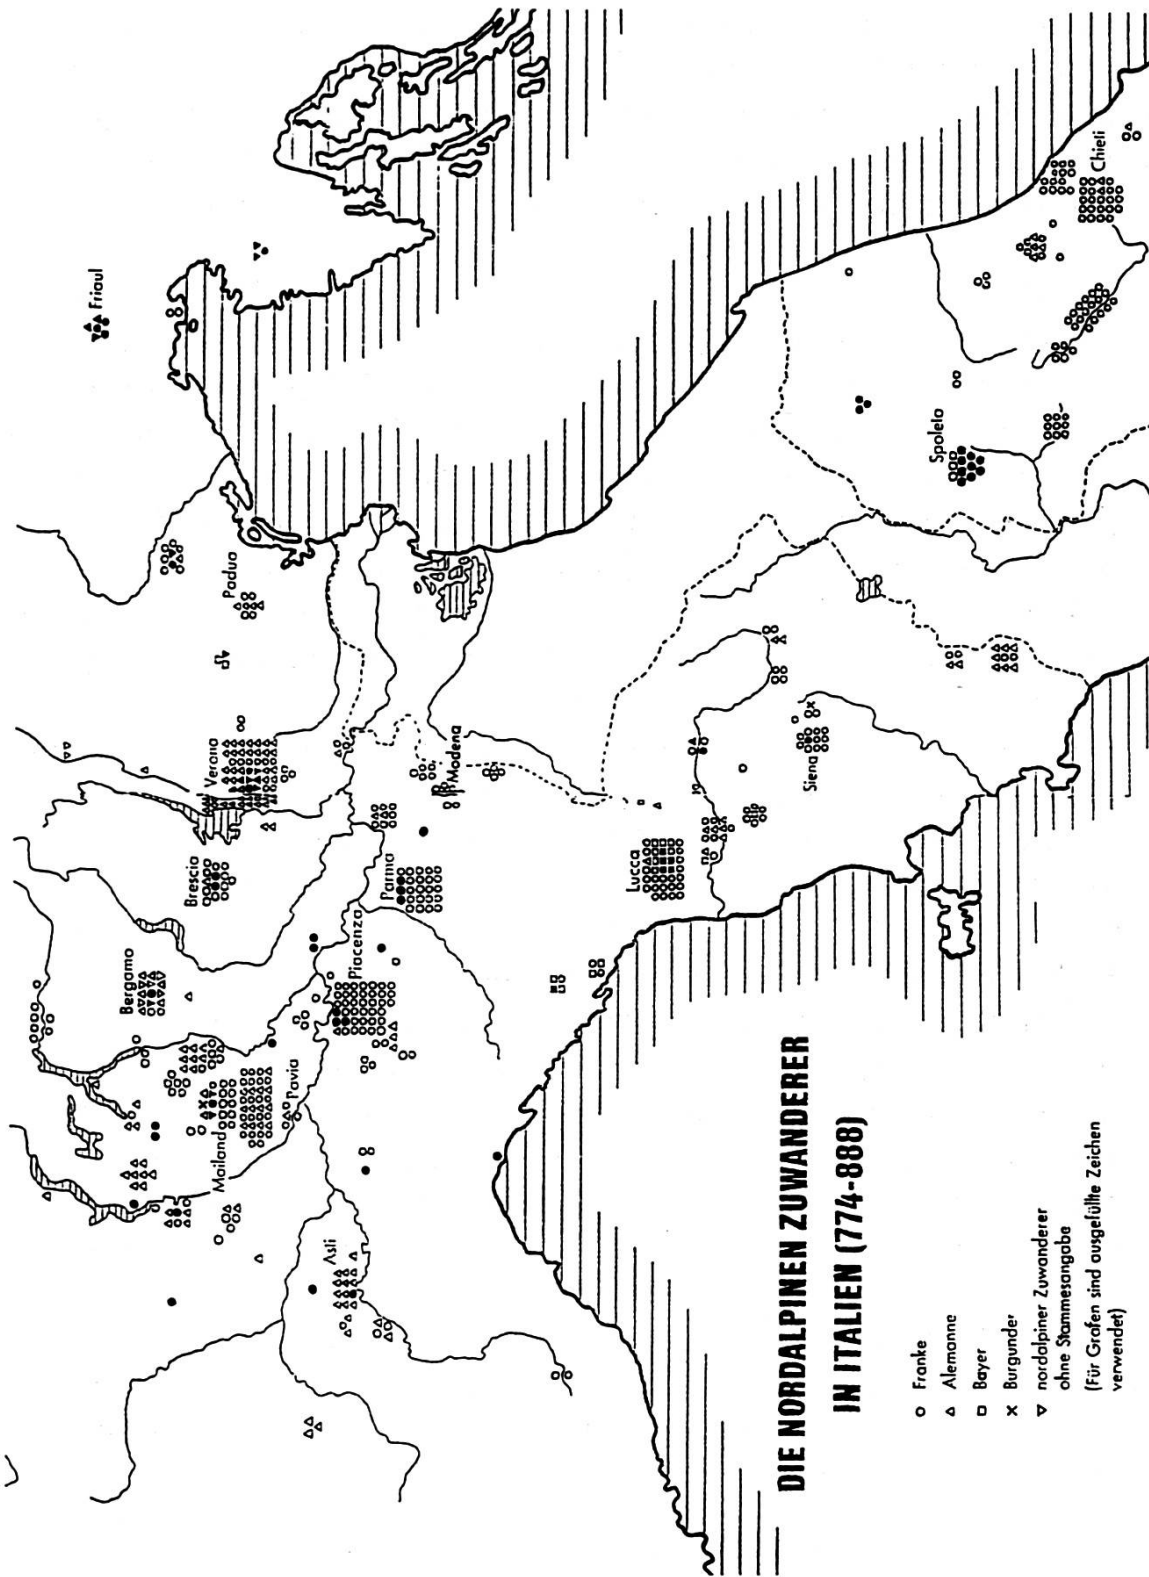 DIE NORDALPINEN ZUWANDERER
IN ITALIEN (774-888)
Franke
Alemanne
Bayer
Burgunder
nordalpiner Zuwanderer
ohne Stammesangabe
(Für Grafen sind ausgefüllte Zeichen
verwendet)
Friaul
Padua
Verona
Brescia
Bergamo
Mailand
Pavia
Piacenza
Parma
Modena
Asti
Lucca
Siena
Spoleto
Chieti